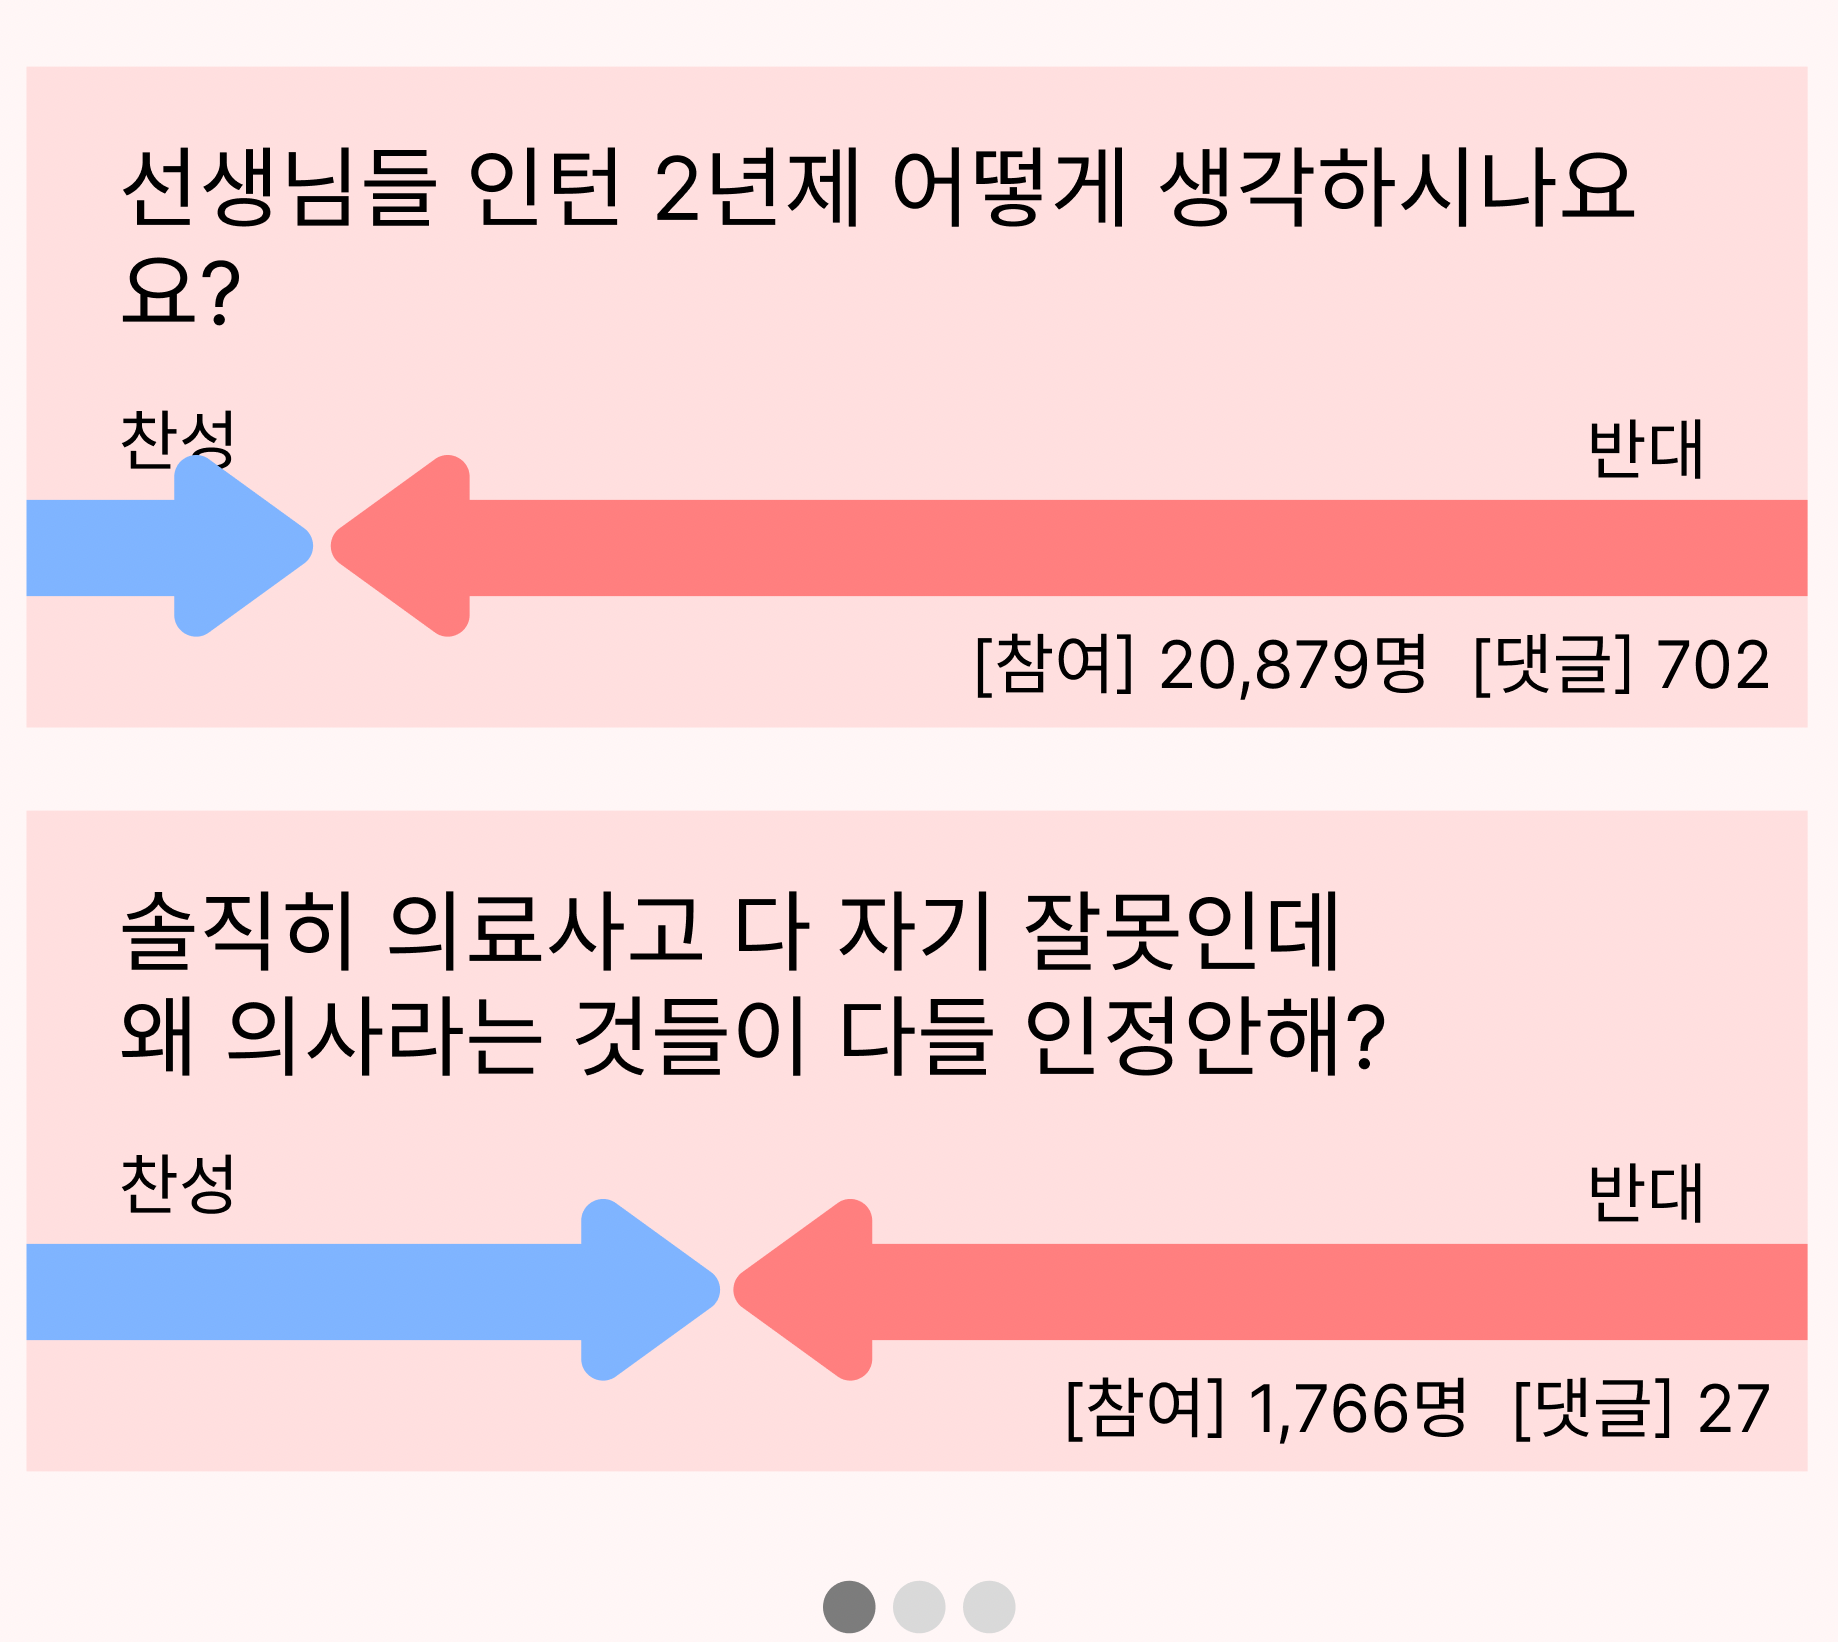 선생님들 인턴 2년제 어떻게 생각하시나요
요?
찬성 반대
[참여] 20,879명 [댓글] 702
솔직히 의료사고 다 자기 잘못인데
왜 의사라는 것들이 다들 인정안해?
찬성 반대
[참여] 1,766명 [댓글] 27